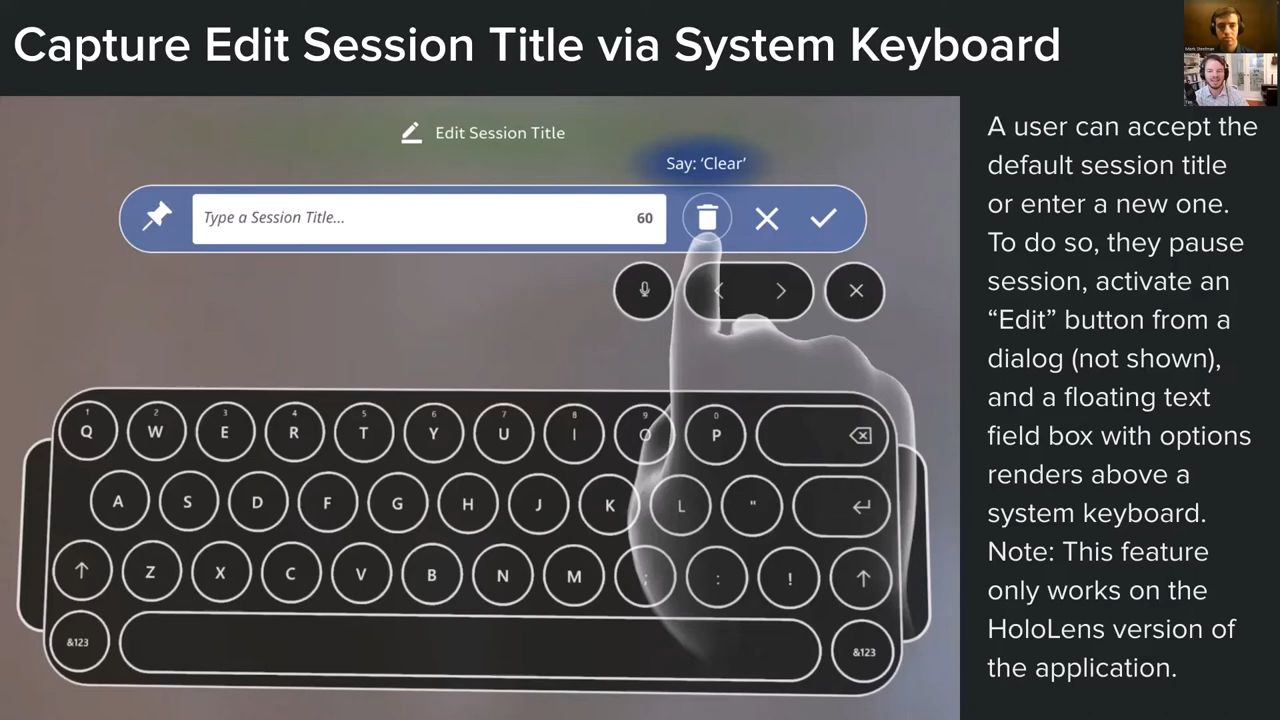 Capture Edit Session Title via System Keyboard
Mark Steelman
Edit Session Title
Say: ‘Clear’
Type a Session Title... 60
1 2 3 4 5 6 7 8 9 0
Q W E R T Y U I O P
A S D F G H J K L "
Z X C V B N M ; : !
&123 &123
A user can accept the
default session title
or enter a new one.
To do so, they pause
session, activate an
“Edit” button from a
dialog (not shown),
and a floating text
field box with options
renders above a
system keyboard.
Note: This feature
only works on the
HoloLens version of
the application.